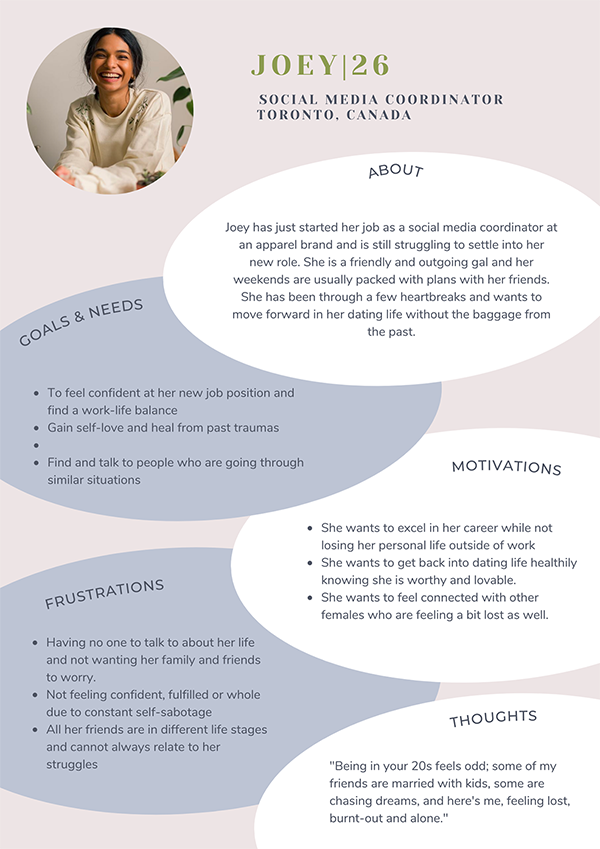 JOEY|26
SOCIAL MEDIA COORDINATOR
TORONTO, CANADA
ABOUT
Joey has just started her job as a social media coordinator at
an apparel brand and is still struggling to settle into her
new role. She is a friendly and outgoing gal and her
weekends are usually packed with plans with her friends.
She has been through a few heartbreaks and wants to
move forward in her dating life without the baggage from
the past.
GOALS & NEEDS
• To feel confident at her new job position and
find a work-life balance
• Gain self-love and heal from past traumas
•
• Find and talk to people who are going through
similar situations
MOTIVATIONS
• She wants to excel in her career while not
losing her personal life outside of work
• She wants to get back into dating life healthily
knowing she is worthy and lovable.
• She wants to feel connected with other
females who are feeling a bit lost as well.
FRUSTRATIONS
• Having no one to talk to about her life
and not wanting her family and friends
to worry.
• Not feeling confident, fulfilled or whole
due to constant self-sabotage
• All her friends are in different life stages
and cannot always relate to her
struggles
THOUGHTS
"Being in your 20s feels odd; some of my
friends are married with kids, some are
chasing dreams, and here's me, feeling lost,
burnt-out and alone."